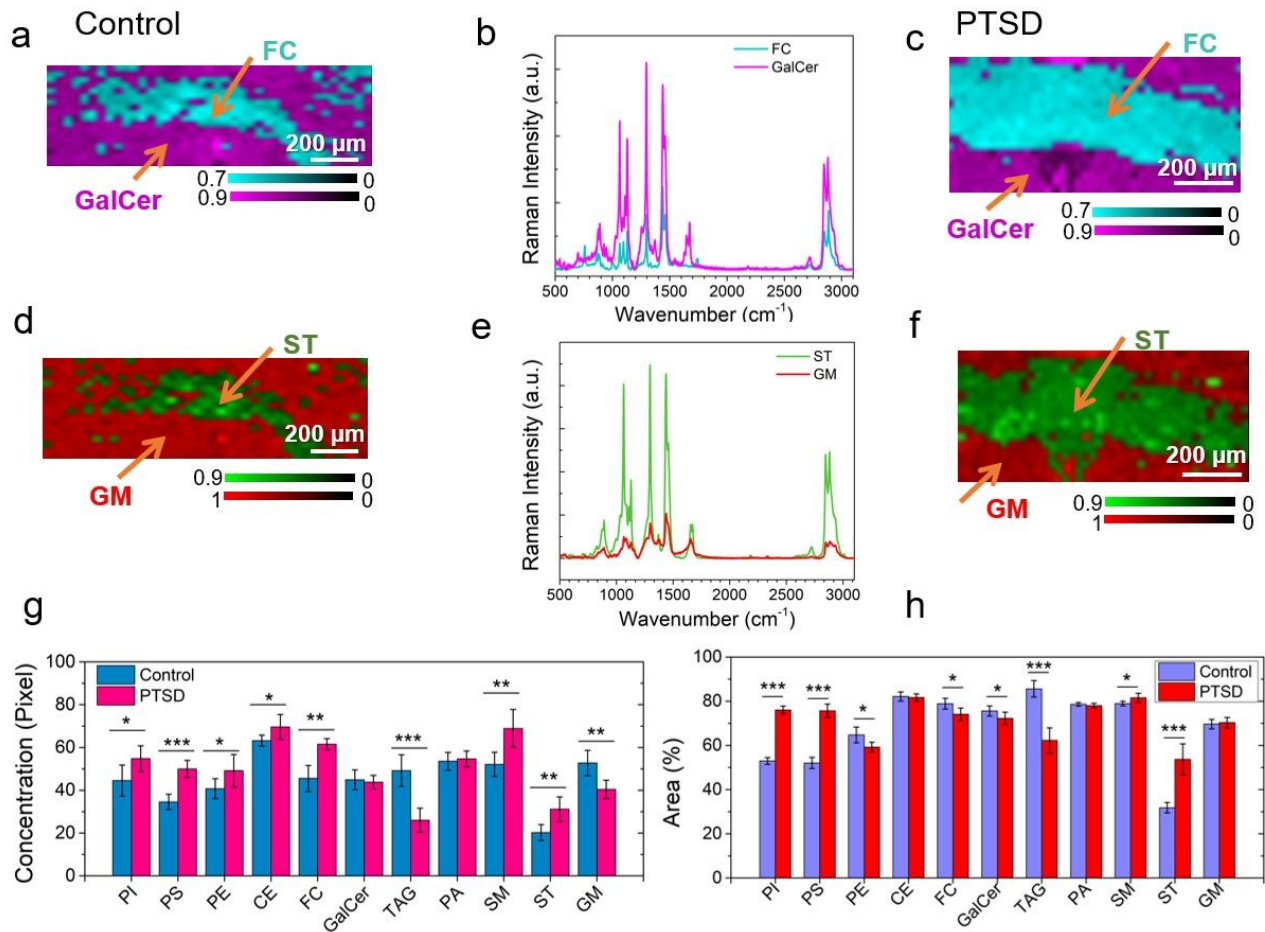 a
Control
FC
200 µm
GalCer
0.7
0
0.9
0
b
FC
GalCer
Raman Intensity (a.u.)
500 1000 1500 2000 2500 3000
Wavenumber (cm⁻¹)
c
PTSD
FC
200 µm
GalCer
0.7
0
0.9
0
d
ST
200 µm
GM
0.9
0
1
0
e
ST
GM
Raman Intensity (a.u.)
500 1000 1500 2000 2500 3000
Wavenumber (cm⁻¹)
f
ST
200 µm
GM
0.9
0
1
0
g
Control
PTSD
Concentration (Pixel)
100
80
60
40
20
0
* *** * * ** *** ** ** **
PI PS PE CE FC GalCer TAG PA SM ST GM
h
Control
PTSD
Area (%)
100
80
60
40
20
0
*** *** * * * *** * ***
PI PS PE CE FC GalCer TAG PA SM ST GM